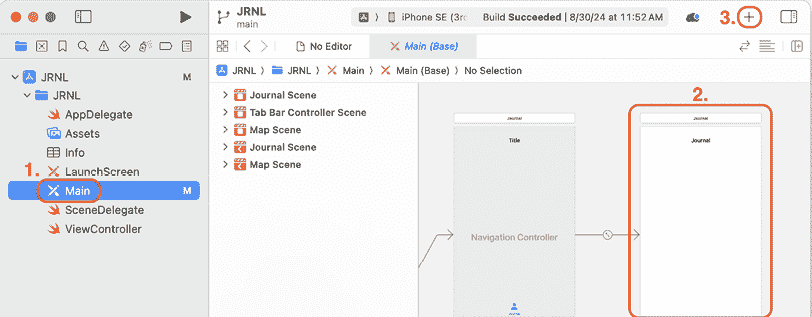 JRNL
main
iPhone SE (3rc
Build Succeeded | 8/30/24 at 11:52 AM
3.
No Editor
Main (Base)
JRNL
M
JRNL
Main
Main (Base)
No Selection
JRNL
AppDelegate
Assets
Info
LaunchScreen
1.
Main
M
SceneDelegate
ViewController
Journal Scene
Tab Bar Controller Scene
Map Scene
Journal Scene
Map Scene
2.
Journal
Title
Navigation Controller
Journal
Journal